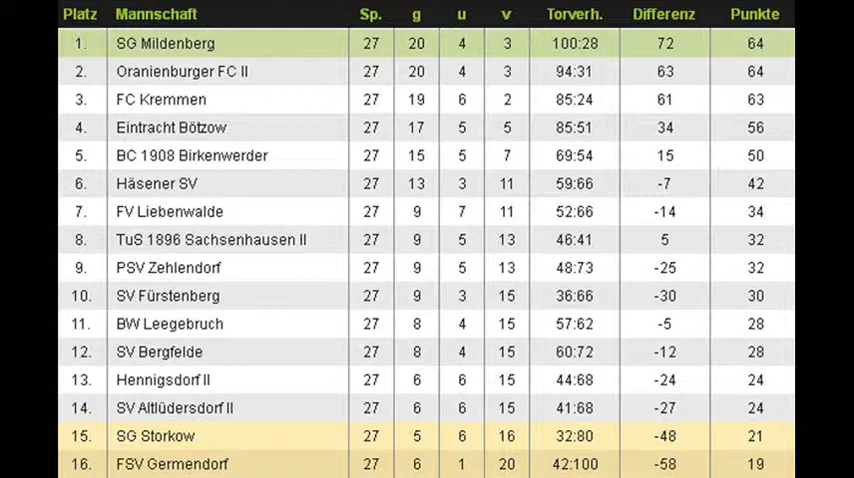 Platz Mannschaft Sp. g u v Torverh. Differenz Punkte
1. SG Mildenberg 27 20 4 3 100:28 72 64
2. Oranienburger FC II 27 20 4 3 94:31 63 64
3. FC Kremmen 27 19 6 2 85:24 61 63
4. Eintracht Bötzow 27 17 5 5 85:51 34 56
5. BC 1908 Birkenwerder 27 15 5 7 69:54 15 50
6. Häsener SV 27 13 3 11 59:66 -7 42
7. FV Liebenwalde 27 9 7 11 52:66 -14 34
8. TuS 1896 Sachsenhausen II 27 9 5 13 46:41 5 32
9. PSV Zehlendorf 27 9 5 13 48:73 -25 32
10. SV Fürstenberg 27 9 3 15 36:66 -30 30
11. BW Leegebruch 27 8 4 15 57:62 -5 28
12. SV Bergfelde 27 8 4 15 60:72 -12 28
13. Hennigsdorf II 27 6 6 15 44:68 -24 24
14. SV Altlüdersdorf II 27 6 6 15 41:68 -27 24
15. SG Storkow 27 5 6 16 32:80 -48 21
16. FSV Germendorf 27 6 1 20 42:100 -58 19